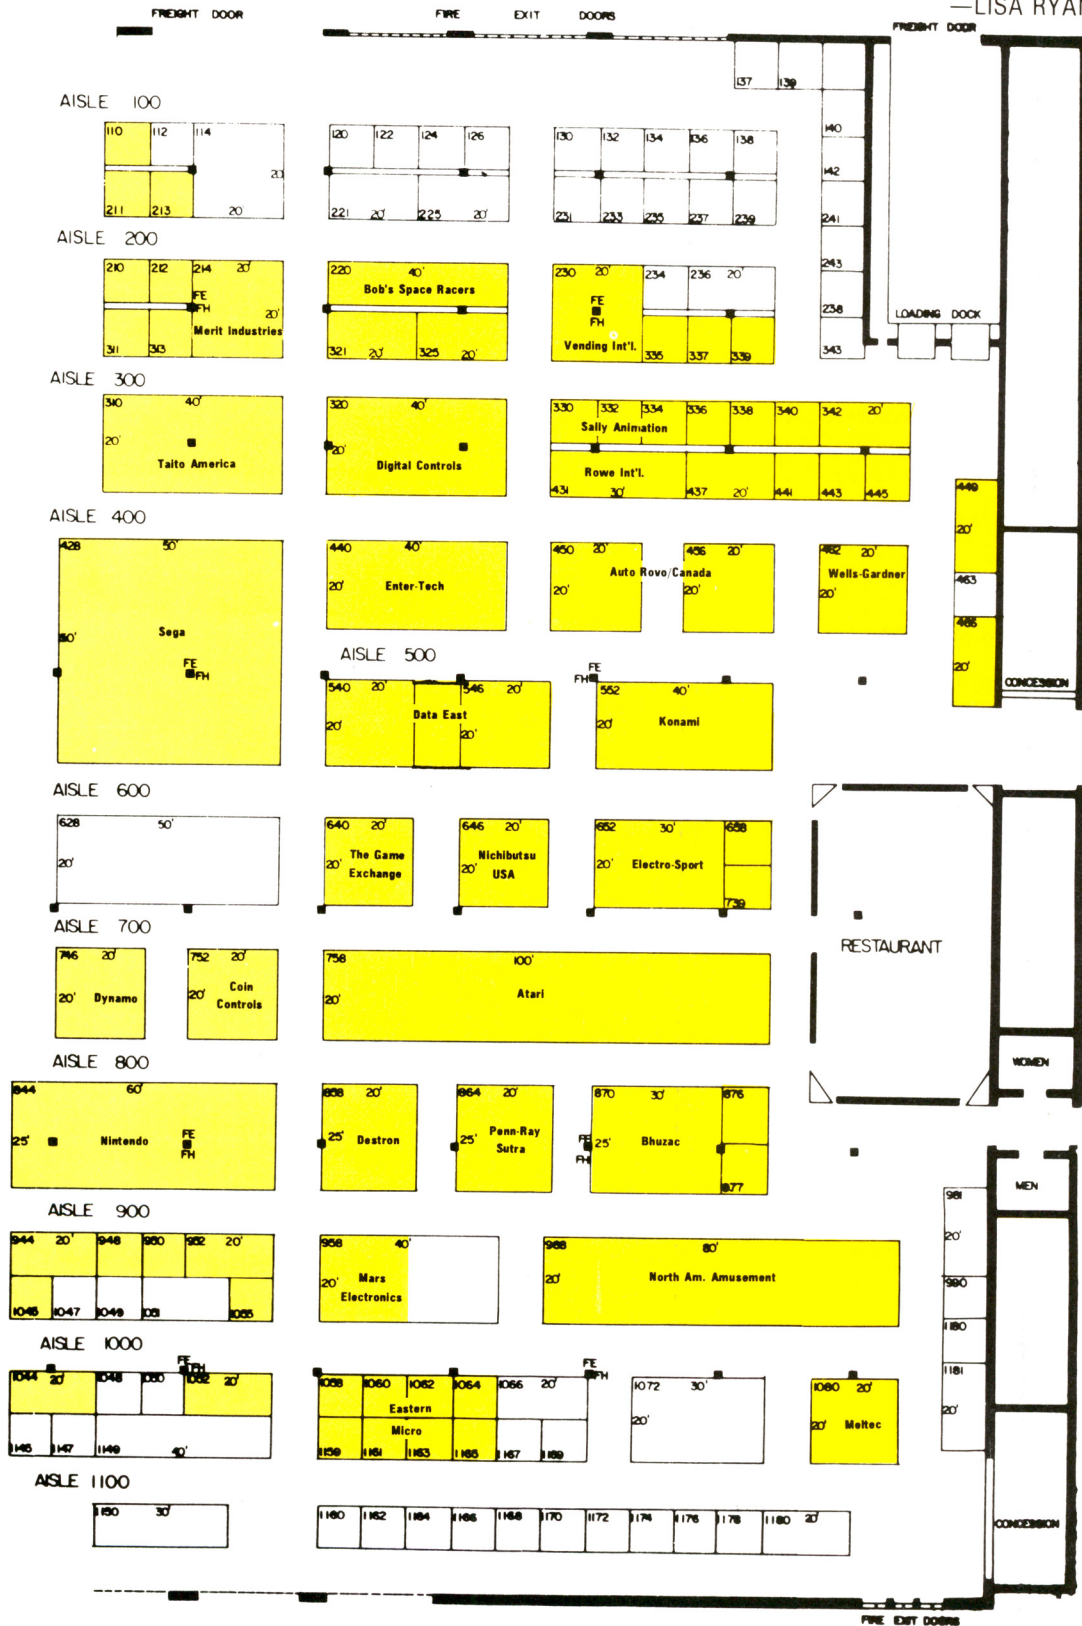 —LISA RYAN
FREIGHT DOOR
FIRE EXIT DOORS
FREIGHT DOOR
137 139
AISLE 100
110 112 114
120 122 124 126
130 132 134 136 138
140
20
142
211 213 20'
221 20' 225 20'
231 233 235 237 239
241
AISLE 200
243
210 212 214 20'
220 40'
230 20' 234 236 20'
Bob's Space Racers
FE
FH 20'
Merit Industries
FE
FH
238
LOADING DOCK
Vending Int'l.
311 313
321 20' 325 20'
335 337 339
343
AISLE 300
310 40'
320 40'
330 332 334 336 338 340 342 20'
20'
20'
Sally Animation
Taito America
Digital Controls
Rowe Int'l.
431 30' 437 20' 441 443 445
449
20'
AISLE 400
428 50'
440 40'
450 20' 456 20' 462 20'
Enter-Tech
Auto Rovo/Canada
Wells-Gardner
20'
20' 20' 20'
463
465
20'
Sega
50'
FE
FH
AISLE 500
FE
FH
CONCESSION
540 20' 546 20'
552 40'
Data East
Konami
20' 20'
20'
AISLE 600
628 50'
640 20'
646 20'
652 30' 658
20'
The Game
Exchange
20'
Nichibutsu
USA
20'
Electro-Sport
20'
739
AISLE 700
RESTAURANT
746 20'
752 20'
758 100'
20' Dynamo
Coin
Controls
20'
Atari
20'
AISLE 800
WOMEN
844 60'
858 20'
864 20'
870 30' 876
25' Nintendo
FE
FH
25' Destron
Penn-Ray
Sutra
25'
FE
FH
25' Bhuzac
877
MEN
981
AISLE 900
944 20' 948 950 952 20'
958 40'
968 80'
20'
Mars
Electronics
20'
20' North Am. Amusement
980
1045 1047 1049 1051 1055
1180
AISLE 1000
FE
FH
FE
FH
1044 20' 1048 1050 1052 20'
1058 1060 1062 1064 1066 20'
1072 30'
1080 20'
1181
20'
Eastern
Micro
20'
20' Meltec
1145 1147 1149 40'
1159 1161 1163 1165 1167 1169
AISLE 1100
1150 30'
1160 1162 1164 1166 1168 1170 1172 1174 1176 1178 1180 20'
CONCESSION
FIRE EXIT DOORS